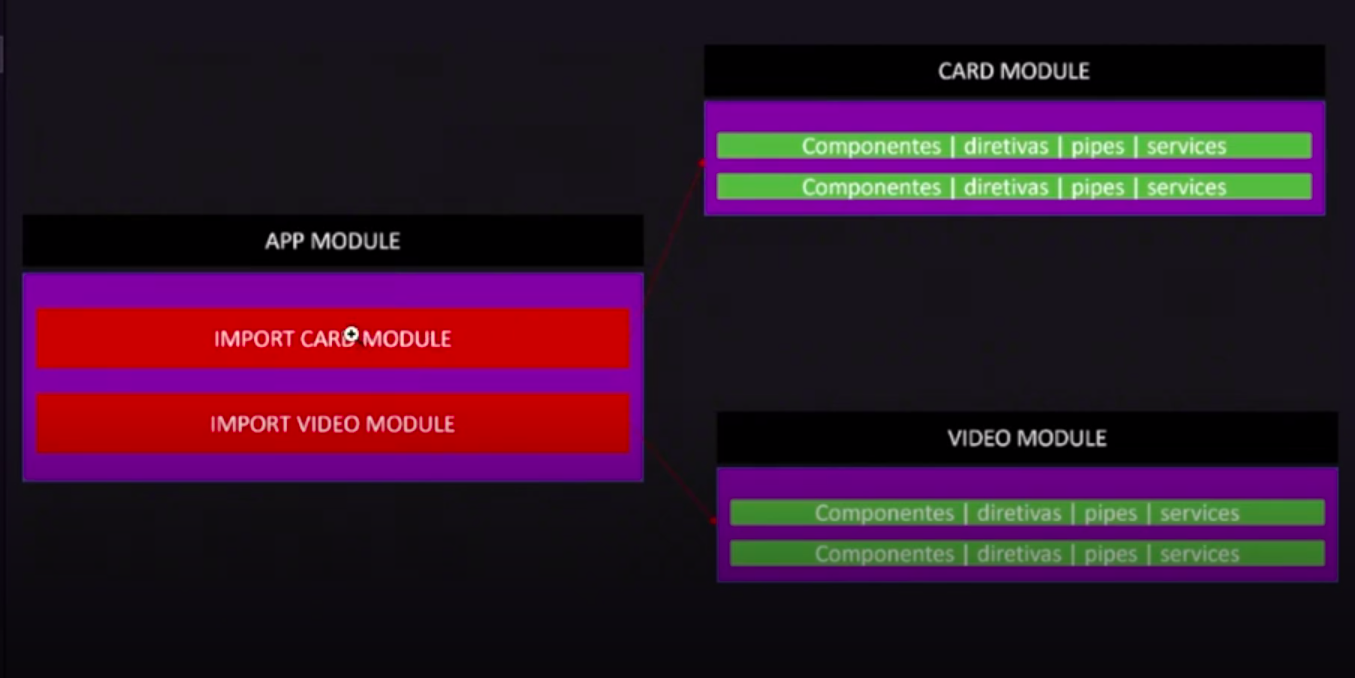 APP MODULE
IMPORT CARD MODULE
IMPORT VIDEO MODULE
CARD MODULE
Componentes | diretivas | pipes | services
Componentes | diretivas | pipes | services
VIDEO MODULE
Componentes | diretivas | pipes | services
Componentes | diretivas | pipes | services